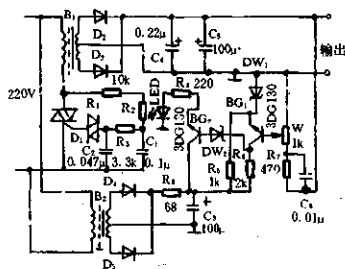 B₁
D₂
D₃
0.22μ
C₄
C₅
100μ
输出
DW₁
220V
10k
R₁
R₂
LED
R₄
220
3DG130
BG₂
BG₁
3DG130
W
1k
D₁
R₃
C₂
0.047μ
3.3k
C₁
0.1μ
DW₂
R₅
1k
R₆
2k
R₇
470
D₄
B₂
R₈
68
C₃
100μ
C₆
0.01μ
D₅